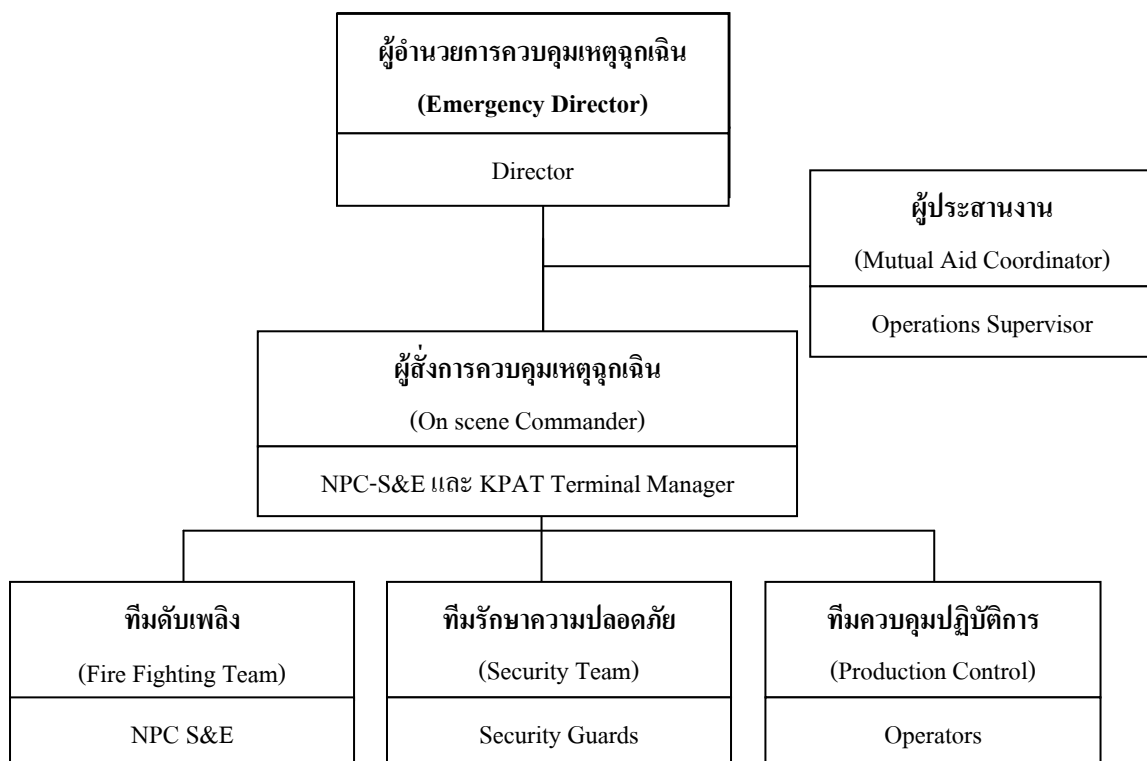 ผู้อำนวยการควบคุมเหตุฉุกเฉิน
(Emergency Director)
Director
ผู้ประสานงาน
(Mutual Aid Coordinator)
Operations Supervisor
ผู้สั่งการควบคุมเหตุฉุกเฉิน
(On scene Commander)
NPC-S&E และ KPAT Terminal Manager
ทีมดับเพลิง
(Fire Fighting Team)
NPC S&E
ทีมรักษาความปลอดภัย
(Security Team)
Security Guards
ทีมควบคุมปฏิบัติการ
(Production Control)
Operators